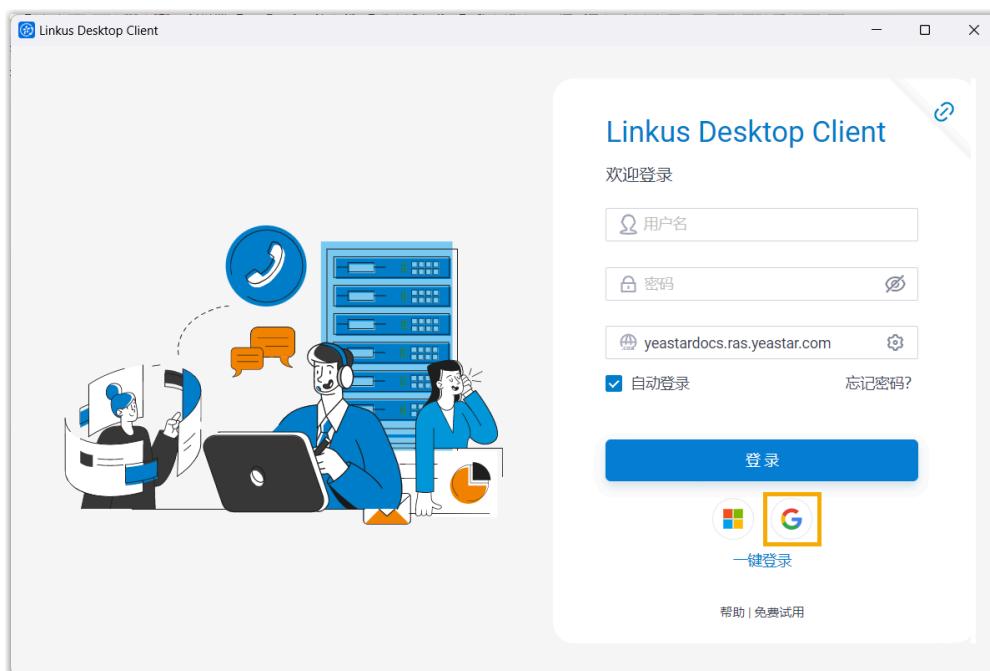 Linkus Desktop Client
Linkus Desktop Client
欢迎登录
用户名
密码
yeastardocs.ras.yeastar.com
自动登录
忘记密码?
登录
一键登录
帮助 | 免费试用